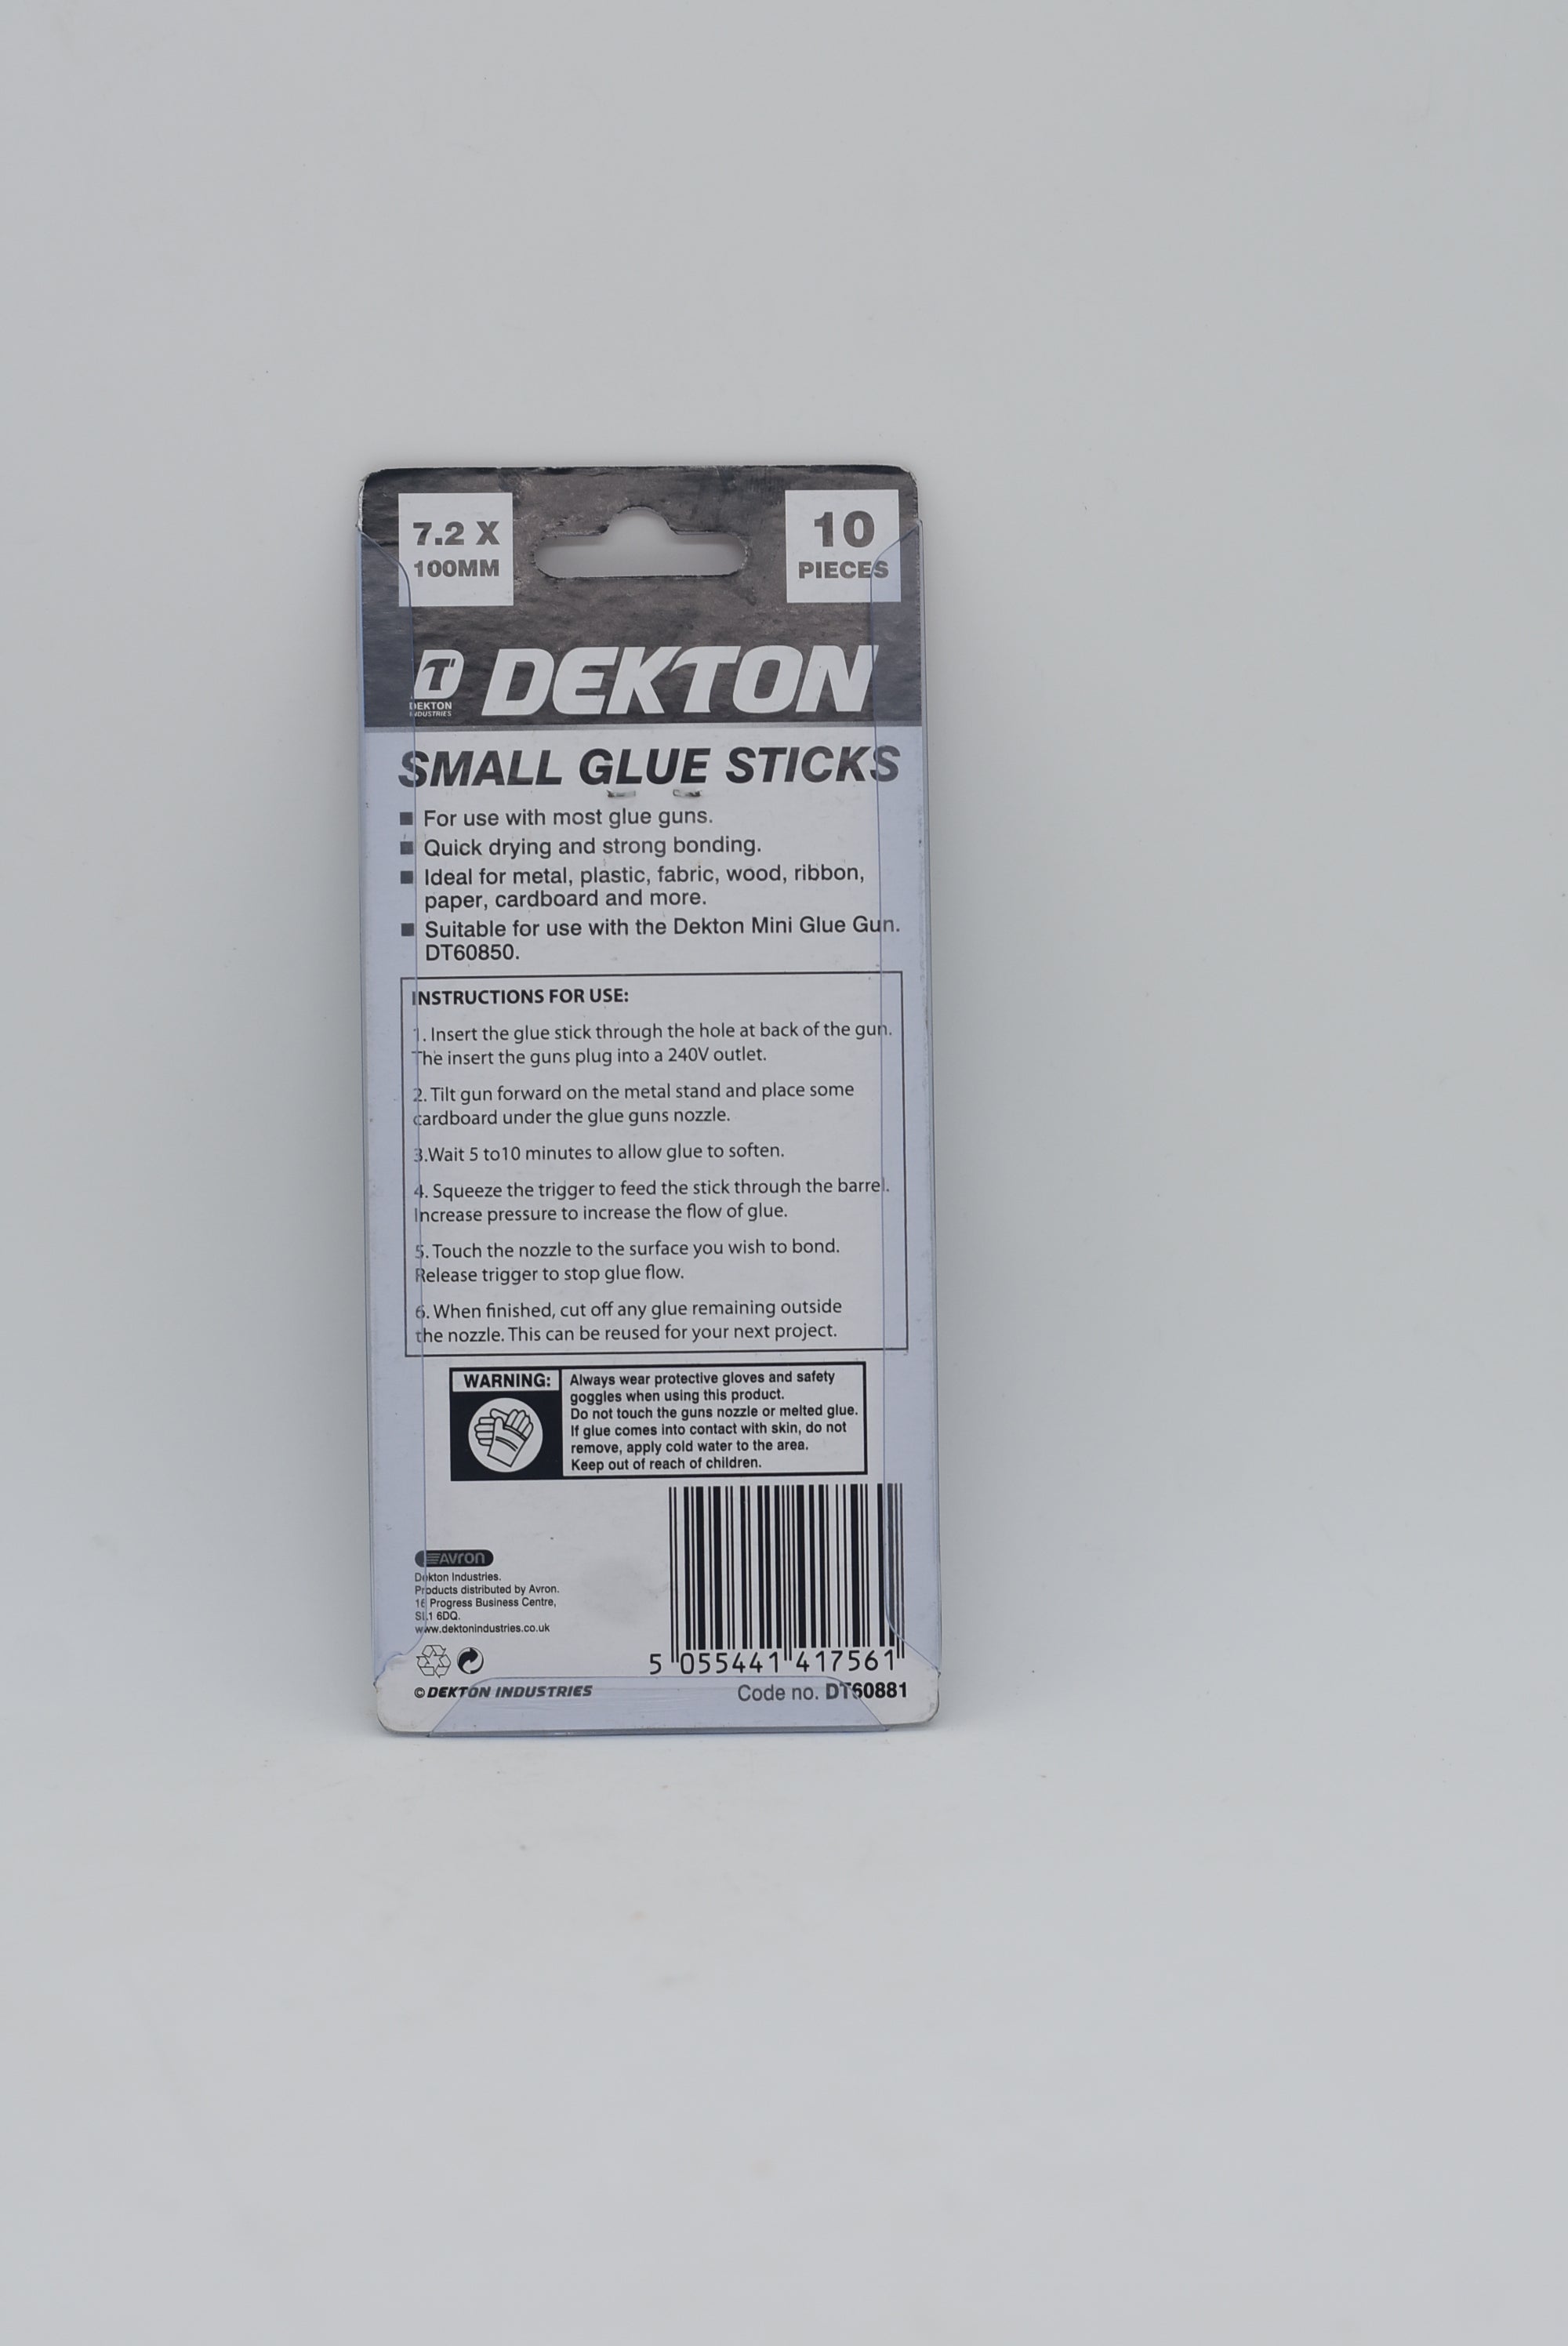 7.2 X
100MM
10
PIECES
DEKTON
INDUSTRIES
DEKTON
SMALL GLUE STICKS
For use with most glue guns.
Quick drying and strong bonding.
Ideal for metal, plastic, fabric, wood, ribbon,
paper, cardboard and more.
Suitable for use with the Dekton Mini Glue Gun.
DT60850.
INSTRUCTIONS FOR USE:
1. Insert the glue stick through the hole at back of the gun.
The insert the guns plug into a 240V outlet.
2. Tilt gun forward on the metal stand and place some
cardboard under the glue guns nozzle.
3.Wait 5 to10 minutes to allow glue to soften.
4. Squeeze the trigger to feed the stick through the barrel.
Increase pressure to increase the flow of glue.
5. Touch the nozzle to the surface you wish to bond.
Release trigger to stop glue flow.
6. When finished, cut off any glue remaining outside
the nozzle. This can be reused for your next project.
WARNING:
Always wear protective gloves and safety
goggles when using this product.
Do not touch the guns nozzle or melted glue.
If glue comes into contact with skin, do not
remove, apply cold water to the area.
Keep out of reach of children.
AVRON
Dekton Industries.
Products distributed by Avron.
16 Progress Business Centre,
SL1 6DQ.
www.dektonindustries.co.uk
5 055441 417561
© DEKTON INDUSTRIES
Code no. DT60881